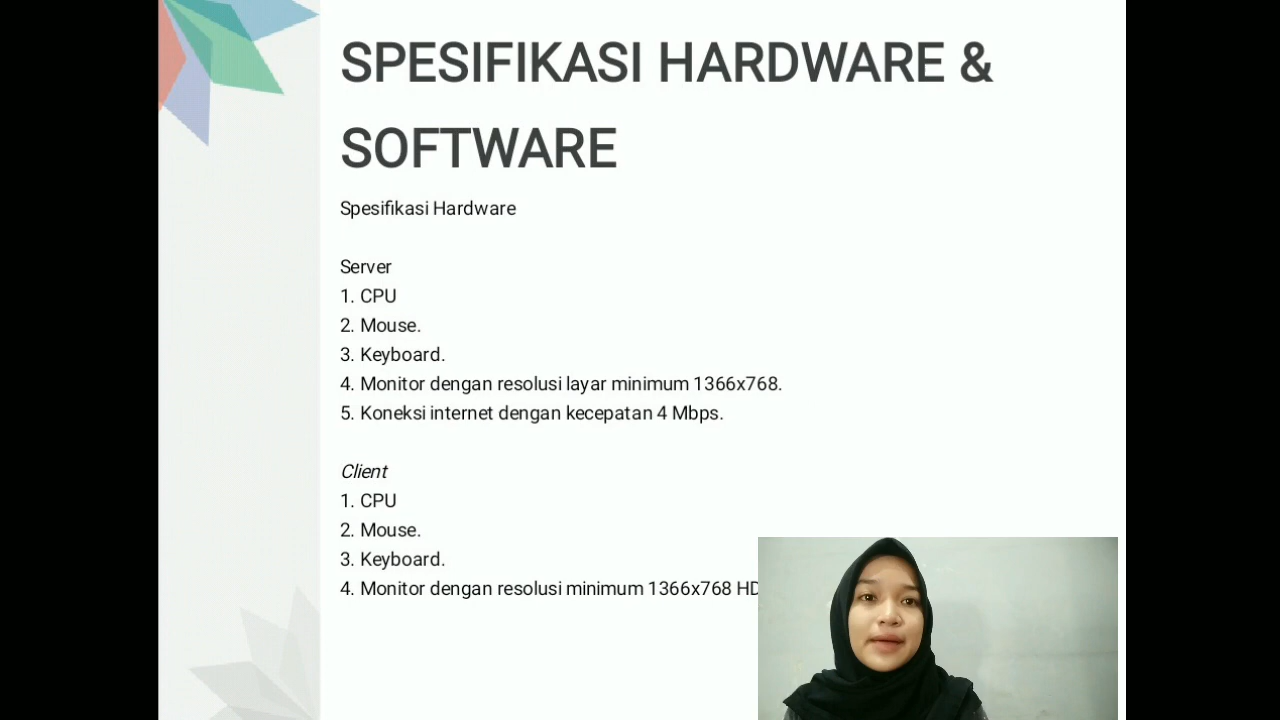 SPESIFIKASI HARDWARE &
SOFTWARE
Spesifikasi Hardware
Server
1. CPU
2. Mouse.
3. Keyboard.
4. Monitor dengan resolusi layar minimum 1366x768.
5. Koneksi internet dengan kecepatan 4 Mbps.
Client
1. CPU
2. Mouse.
3. Keyboard.
4. Monitor dengan resolusi minimum 1366x768 HD